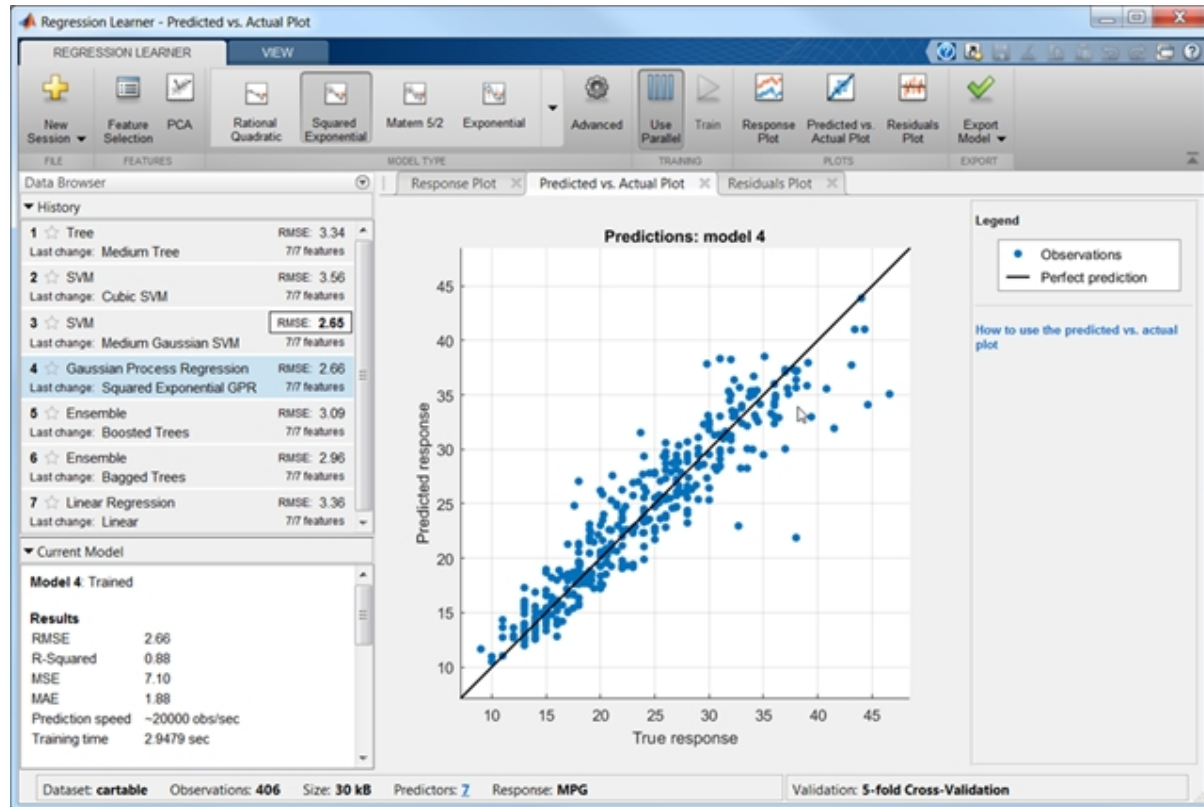 Regression Learner - Predicted vs. Actual Plot
REGRESSION LEARNER
VIEW
New
Session
Feature
Selection
PCA
Rational
Quadratic
Squared
Exponential
Matern 5/2
Exponential
Advanced
Use
Parallel
Train
Response
Plot
Predicted vs.
Actual Plot
Residuals
Plot
Export
Model
FILE
FEATURES
MODEL TYPE
TRAINING
PLOTS
EXPORT
Data Browser
History
1 Tree RMSE: 3.34
Last change: Medium Tree 7/7 features
2 SVM RMSE: 3.56
Last change: Cubic SVM 7/7 features
3 SVM RMSE: 2.65
Last change: Medium Gaussian SVM 7/7 features
4 Gaussian Process Regression RMSE: 2.66
Last change: Squared Exponential GPR 7/7 features
5 Ensemble RMSE: 3.09
Last change: Boosted Trees 7/7 features
6 Ensemble RMSE: 2.96
Last change: Bagged Trees 7/7 features
7 Linear Regression RMSE: 3.36
Last change: Linear 7/7 features
Current Model
Model 4: Trained
Results
RMSE 2.66
R-Squared 0.88
MSE 7.10
MAE 1.88
Prediction speed ~20000 obs/sec
Training time 2.9479 sec
Response Plot
Predicted vs. Actual Plot
Residuals Plot
Predictions: model 4
Predicted response
45
40
35
30
25
20
15
10
10 15 20 25 30 35 40 45
True response
Legend
Observations
Perfect prediction
How to use the predicted vs. actual
plot
Dataset: cartable Observations: 406 Size: 30 kB Predictors: 7 Response: MPG Validation: 5-fold Cross-Validation